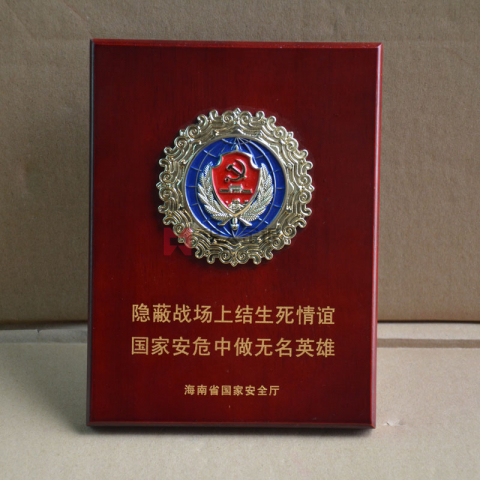 隐蔽战场上结生死情谊
国家安危中做无名英雄
海南省国家安全厅